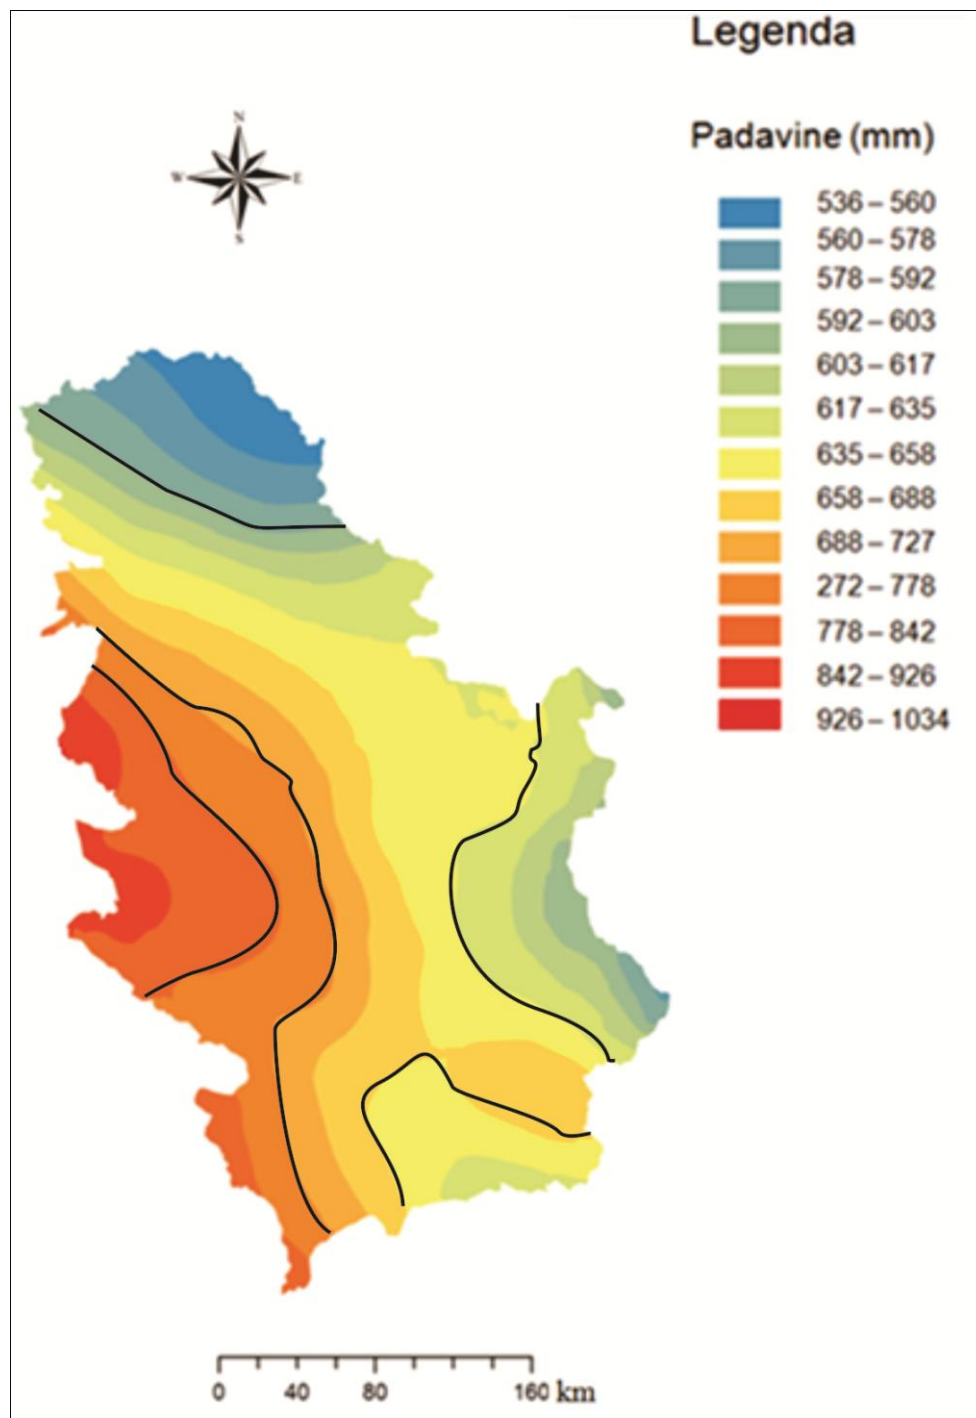 Legenda
Padavine (mm)
N
W E
S
536 – 560
560 – 578
578 – 592
592 – 603
603 – 617
617 – 635
635 – 658
658 – 688
688 – 727
272 – 778
778 – 842
842 – 926
926 – 1034
0 40 80 160 km